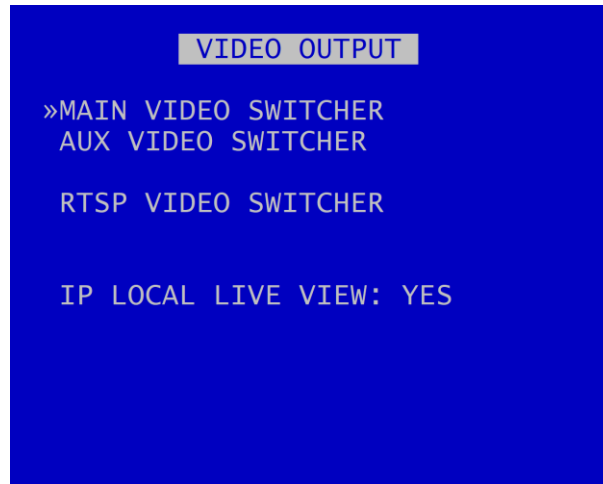 VIDEO OUTPUT
»MAIN VIDEO SWITCHER
AUX VIDEO SWITCHER
RTSP VIDEO SWITCHER
IP LOCAL LIVE VIEW: YES